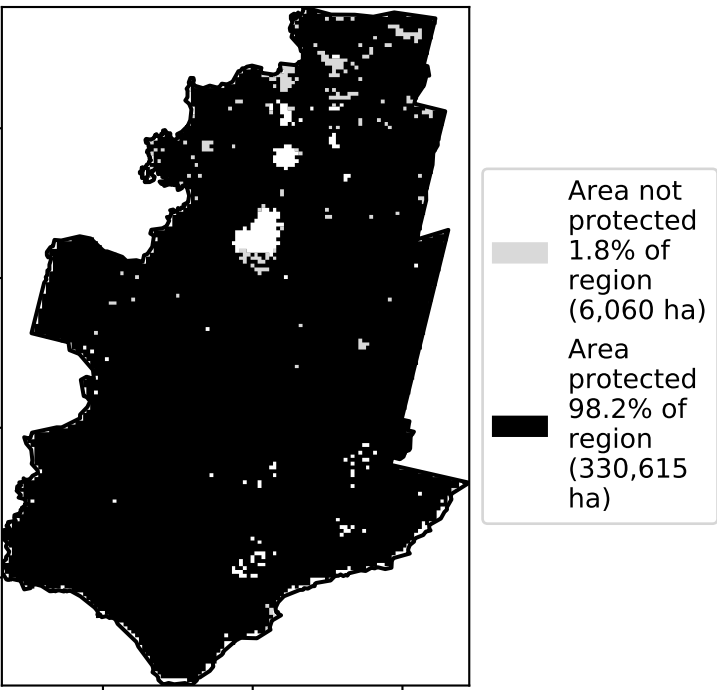 Area not
protected
1.8% of
region
(6,060 ha)
Area
protected
98.2% of
region
(330,615
ha)